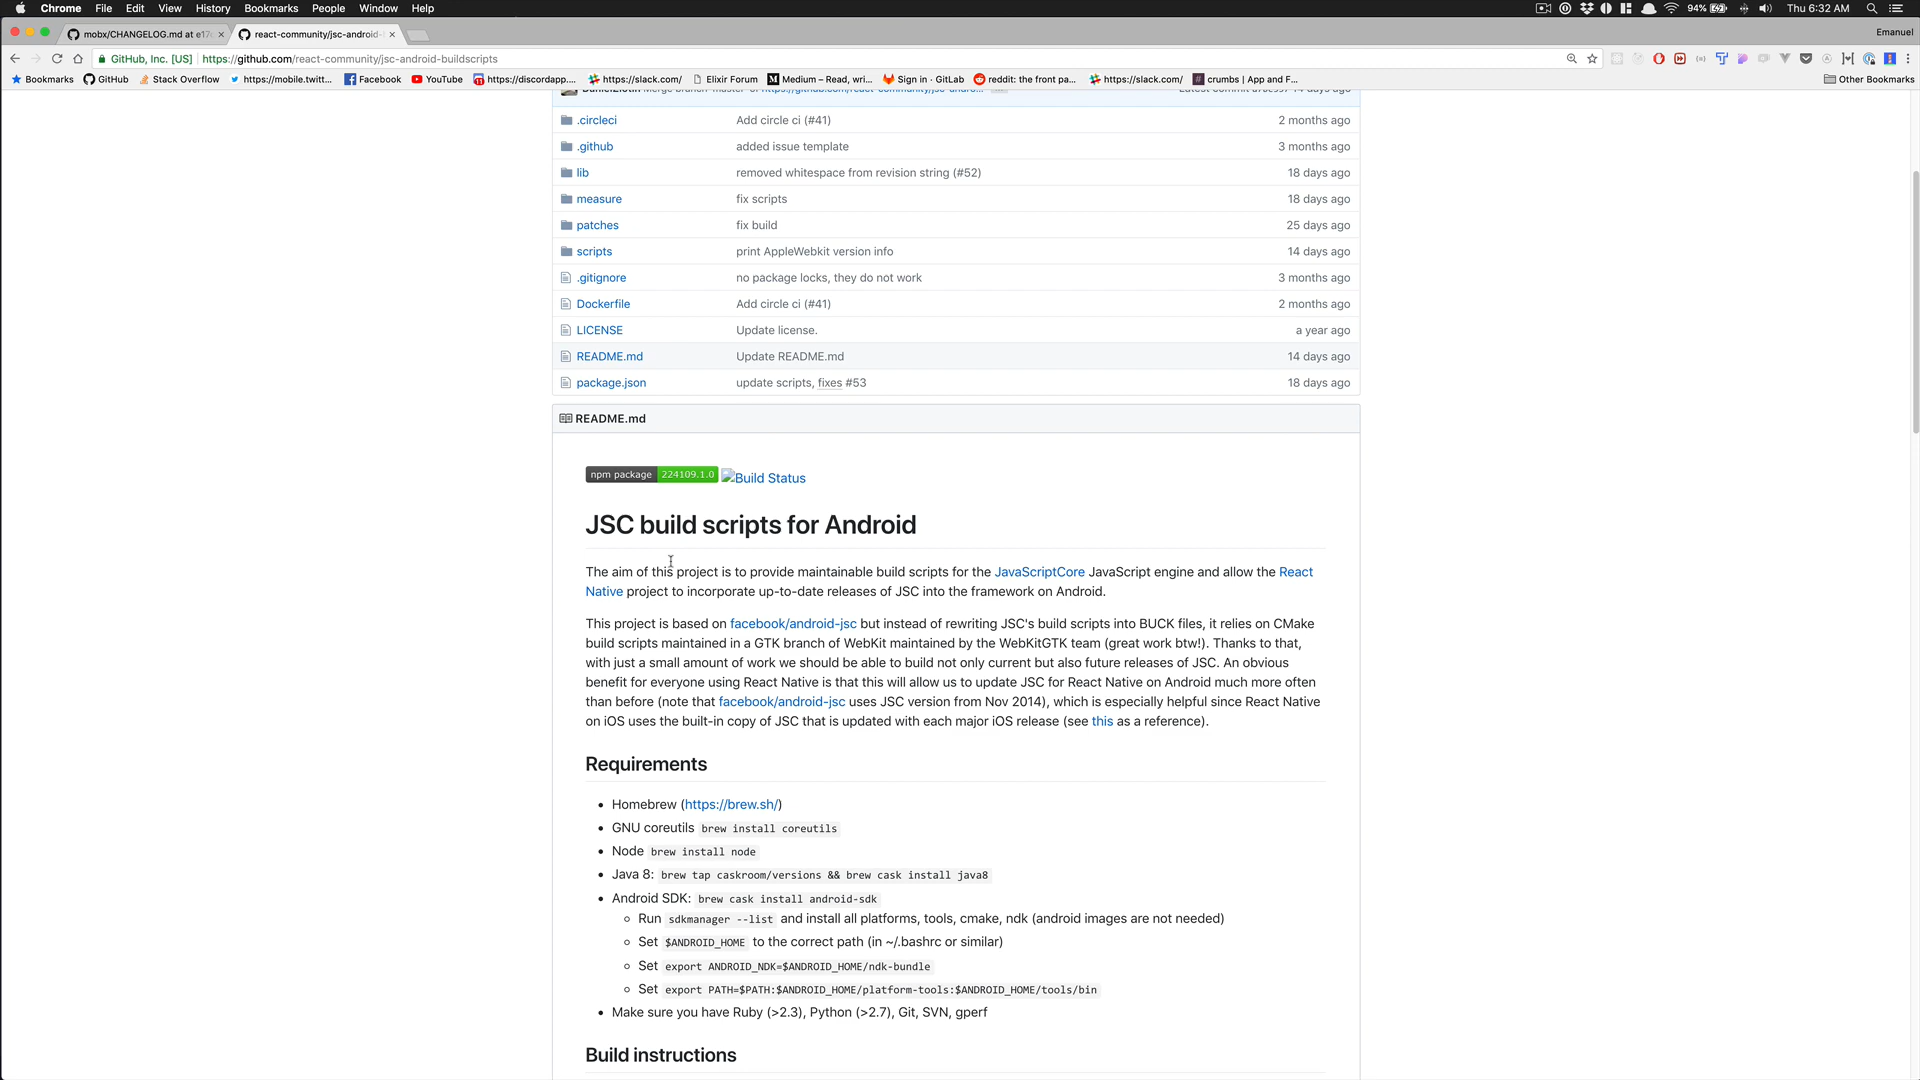 Chrome File Edit View History Bookmarks People Window Help 94% Thu 6:32 AM
mobx/CHANGELOG.md at e17 react-community/jsc-android- Emanuel
GitHub, Inc. [US] https://github.com/react-community/jsc-android-buildscripts
Bookmarks GitHub Stack Overflow https://mobile.twitt... Facebook YouTube https://discordapp.... https://slack.com/ Elixir Forum Medium – Read, wri... Sign in · GitLab reddit: the front pa... https://slack.com/ crumbs | App and F... Other Bookmarks
.circleci Add circle ci (#41) 2 months ago
.github added issue template 3 months ago
lib removed whitespace from revision string (#52) 18 days ago
measure fix scripts 18 days ago
patches fix build 25 days ago
scripts print AppleWebkit version info 14 days ago
.gitignore no package locks, they do not work 3 months ago
Dockerfile Add circle ci (#41) 2 months ago
LICENSE Update license. a year ago
README.md Update README.md 14 days ago
package.json update scripts, fixes #53 18 days ago
README.md
npm package 224109.1.0 Build Status
JSC build scripts for Android
The aim of this project is to provide maintainable build scripts for the JavaScriptCore JavaScript engine and allow the React
Native project to incorporate up-to-date releases of JSC into the framework on Android.
This project is based on facebook/android-jsc but instead of rewriting JSC's build scripts into BUCK files, it relies on CMake
build scripts maintained in a GTK branch of WebKit maintained by the WebKitGTK team (great work btw!). Thanks to that,
with just a small amount of work we should be able to build not only current but also future releases of JSC. An obvious
benefit for everyone using React Native is that this will allow us to update JSC for React Native on Android much more often
than before (note that facebook/android-jsc uses JSC version from Nov 2014), which is especially helpful since React Native
on iOS uses the built-in copy of JSC that is updated with each major iOS release (see this as a reference).
Requirements
• Homebrew (https://brew.sh/)
• GNU coreutils brew install coreutils
• Node brew install node
• Java 8: brew tap caskroom/versions && brew cask install java8
• Android SDK: brew cask install android-sdk
◦ Run sdkmanager --list and install all platforms, tools, cmake, ndk (android images are not needed)
◦ Set $ANDROID_HOME to the correct path (in ~/.bashrc or similar)
◦ Set export ANDROID_NDK=$ANDROID_HOME/ndk-bundle
◦ Set export PATH=$PATH:$ANDROID_HOME/platform-tools:$ANDROID_HOME/tools/bin
• Make sure you have Ruby (>2.3), Python (>2.7), Git, SVN, gperf
Build instructions